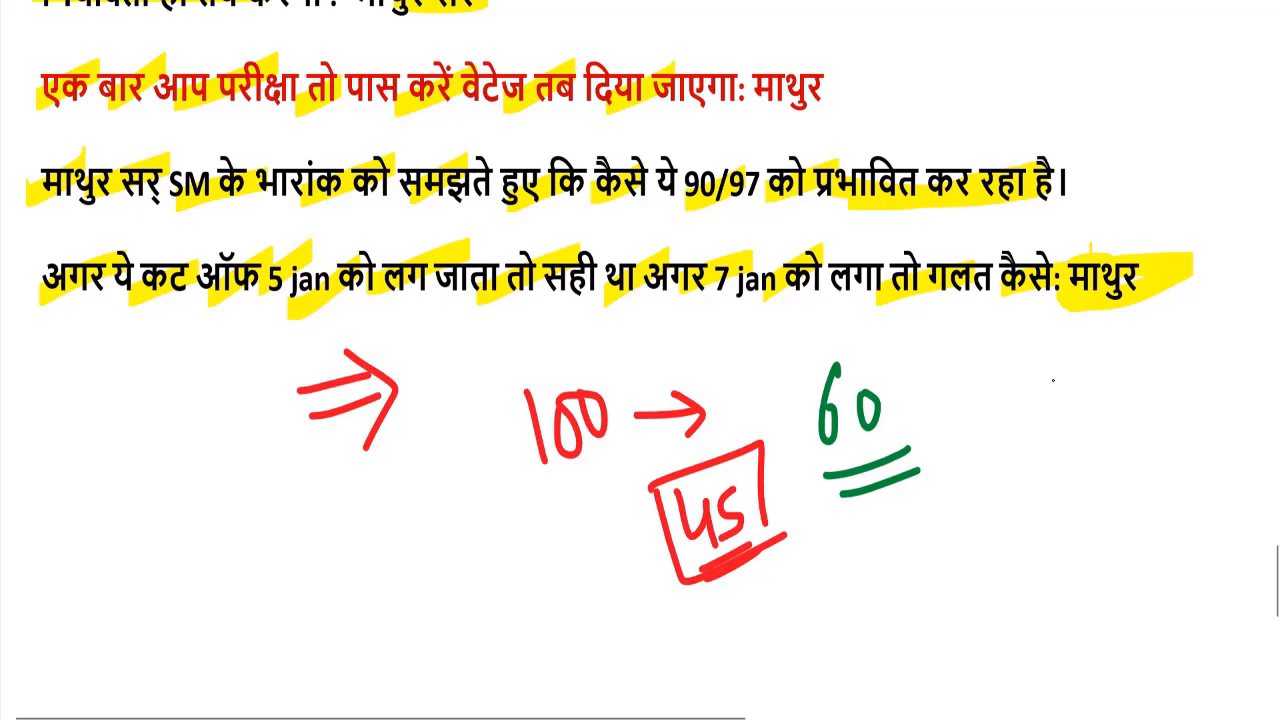 माथुर सर
एक बार आप परीक्षा तो पास करें वेटेज तब दिया जाएगा: माथुर
माथुर सर् SM के भारांक को समझते हुए कि कैसे ये 90/97 को प्रभावित कर रहा है।
अगर ये कट ऑफ 5 jan को लग जाता तो सही था अगर 7 jan को लगा तो गलत कैसे: माथुर
100 → 60
45